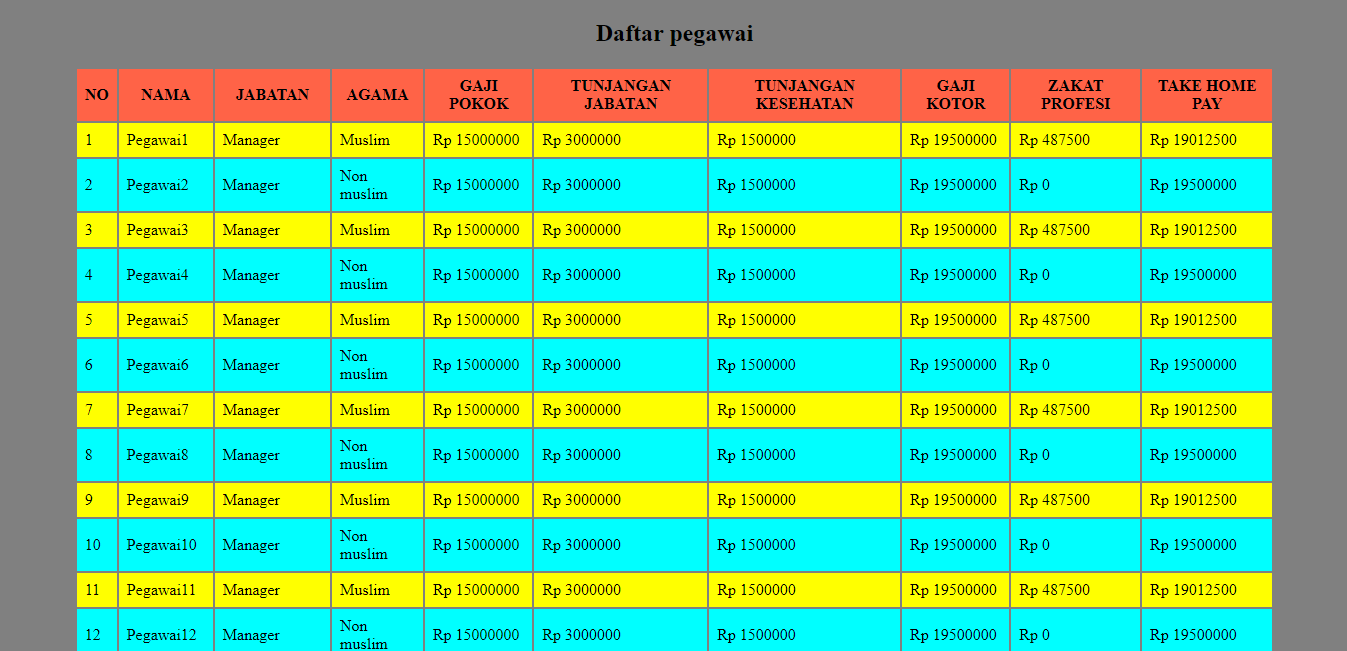 Daftar pegawai
NO NAMA JABATAN AGAMA GAJI POKOK TUNJANGAN JABATAN TUNJANGAN KESEHATAN GAJI KOTOR ZAKAT PROFESI TAKE HOME PAY
1 Pegawai1 Manager Muslim Rp 15000000 Rp 3000000 Rp 1500000 Rp 19500000 Rp 487500 Rp 19012500
2 Pegawai2 Manager Non muslim Rp 15000000 Rp 3000000 Rp 1500000 Rp 19500000 Rp 0 Rp 19500000
3 Pegawai3 Manager Muslim Rp 15000000 Rp 3000000 Rp 1500000 Rp 19500000 Rp 487500 Rp 19012500
4 Pegawai4 Manager Non muslim Rp 15000000 Rp 3000000 Rp 1500000 Rp 19500000 Rp 0 Rp 19500000
5 Pegawai5 Manager Muslim Rp 15000000 Rp 3000000 Rp 1500000 Rp 19500000 Rp 487500 Rp 19012500
6 Pegawai6 Manager Non muslim Rp 15000000 Rp 3000000 Rp 1500000 Rp 19500000 Rp 0 Rp 19500000
7 Pegawai7 Manager Muslim Rp 15000000 Rp 3000000 Rp 1500000 Rp 19500000 Rp 487500 Rp 19012500
8 Pegawai8 Manager Non muslim Rp 15000000 Rp 3000000 Rp 1500000 Rp 19500000 Rp 0 Rp 19500000
9 Pegawai9 Manager Muslim Rp 15000000 Rp 3000000 Rp 1500000 Rp 19500000 Rp 487500 Rp 19012500
10 Pegawai10 Manager Non muslim Rp 15000000 Rp 3000000 Rp 1500000 Rp 19500000 Rp 0 Rp 19500000
11 Pegawai11 Manager Muslim Rp 15000000 Rp 3000000 Rp 1500000 Rp 19500000 Rp 487500 Rp 19012500
12 Pegawai12 Manager Non muslim Rp 15000000 Rp 3000000 Rp 1500000 Rp 19500000 Rp 0 Rp 19500000